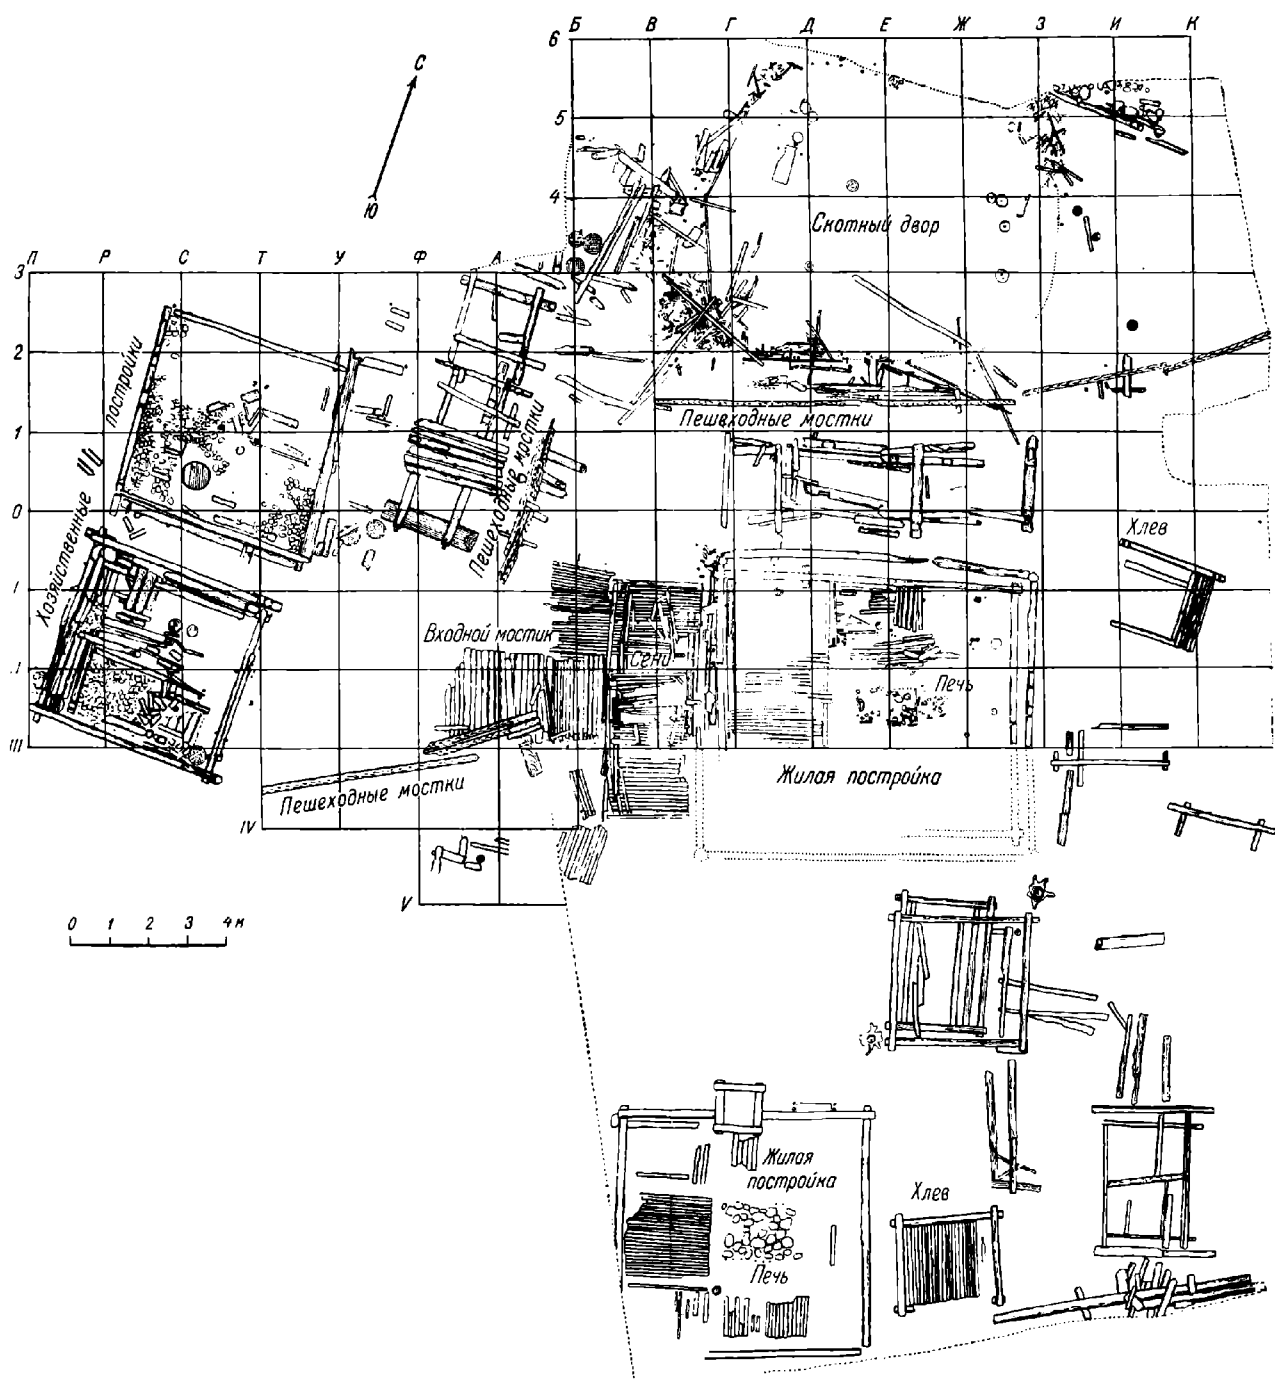 Б В Г Д Е Ж З И К
6
С
5
4
Ю
Скотный двор
П Р С Т У Ф А
3
2
Пешеходные мостки
1
Пешеходные мостки
Хозяйственные постройки
0
Хлев
I
Входной мостик
Сени
II
Печь
III
Жилая постройка
Пешеходные мостки
IV
V
0 1 2 3 4 м
Жилая
постройка
Хлев
Печь